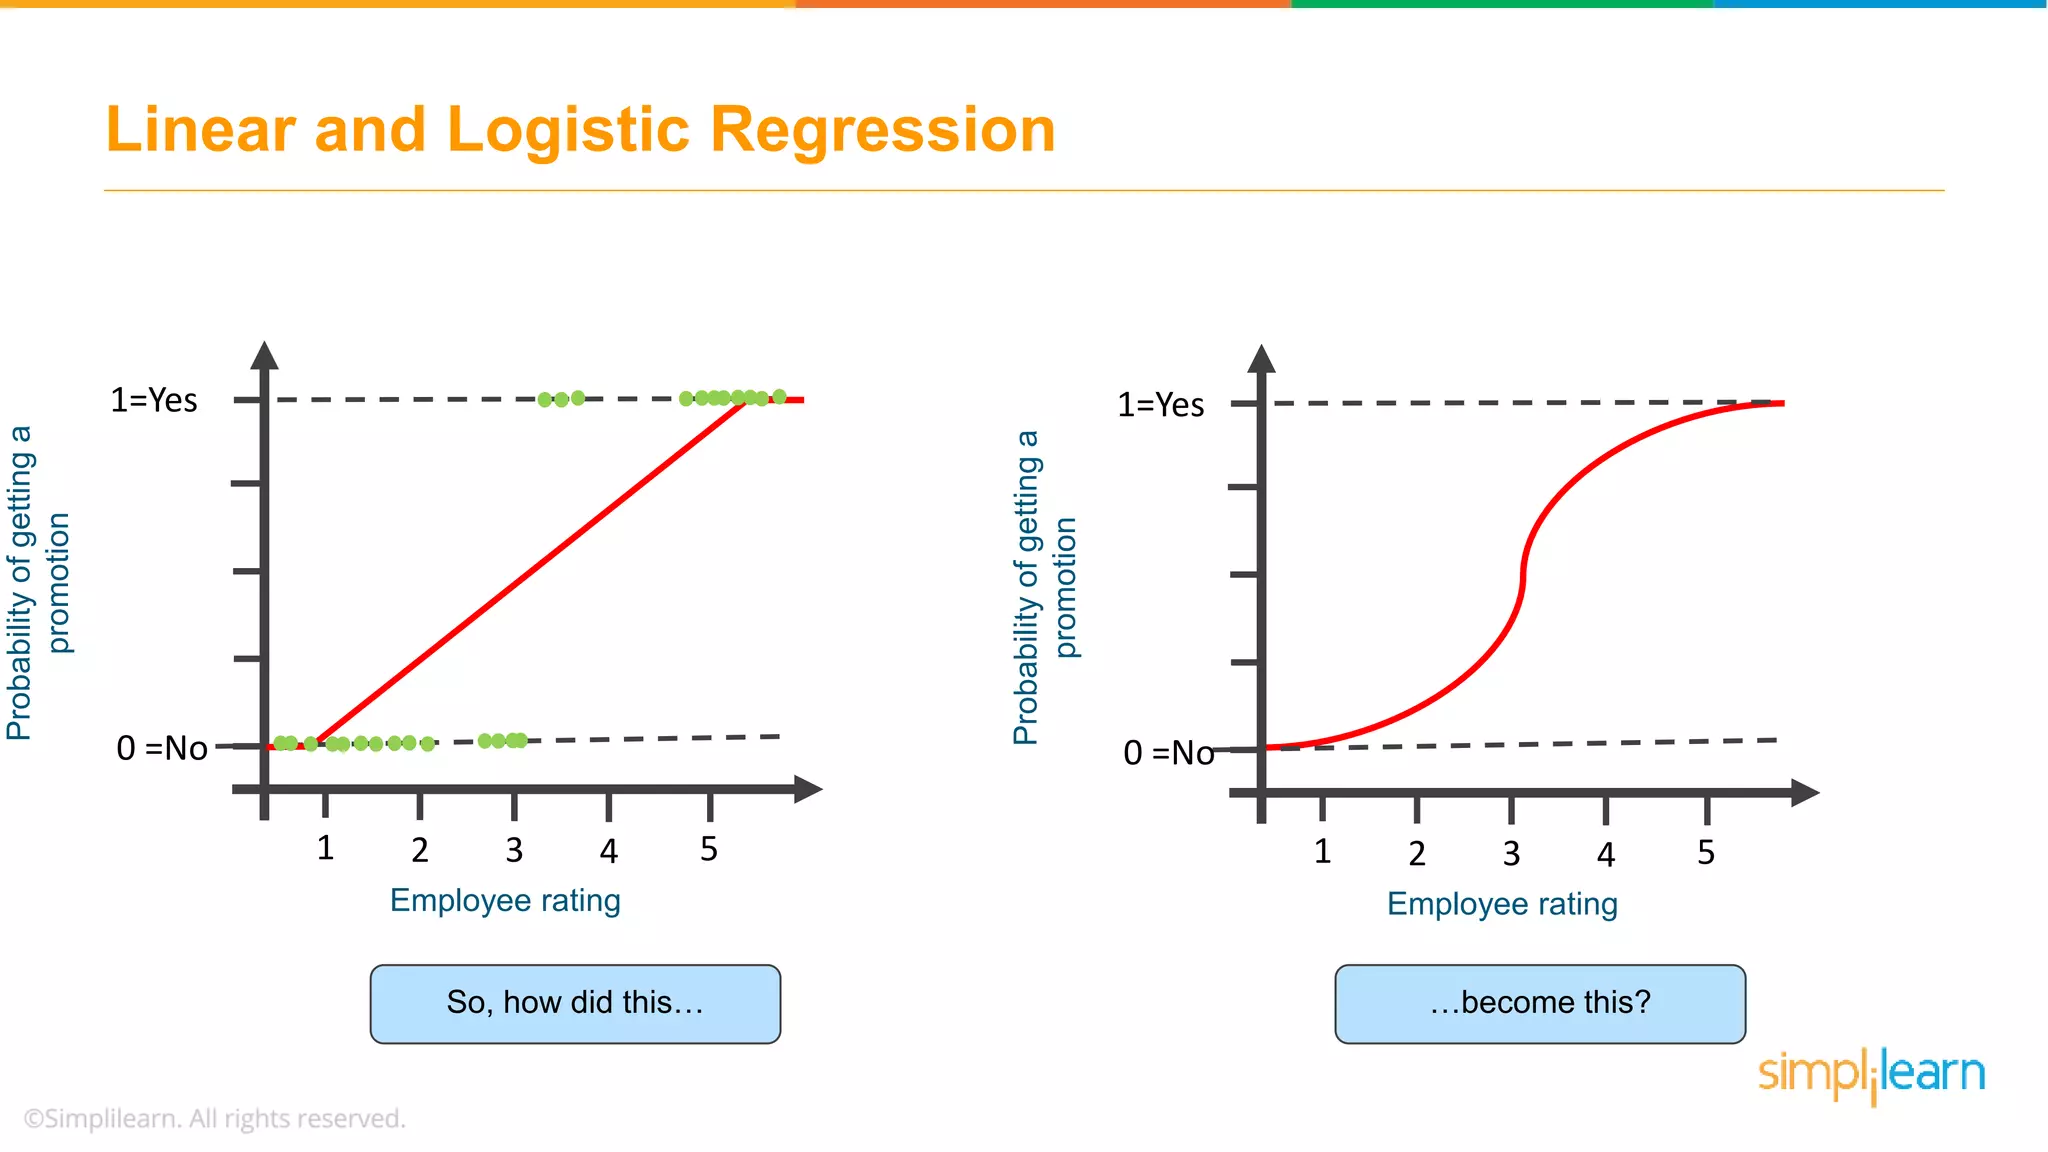 Linear and Logistic Regression
1=Yes
0 =No
Probability of getting a
promotion
1 2 3 4 5
Employee rating
So, how did this…
1=Yes
0 =No
Probability of getting a
promotion
1 2 3 4 5
Employee rating
…become this?
simplilearn
©Simplilearn. All rights reserved.